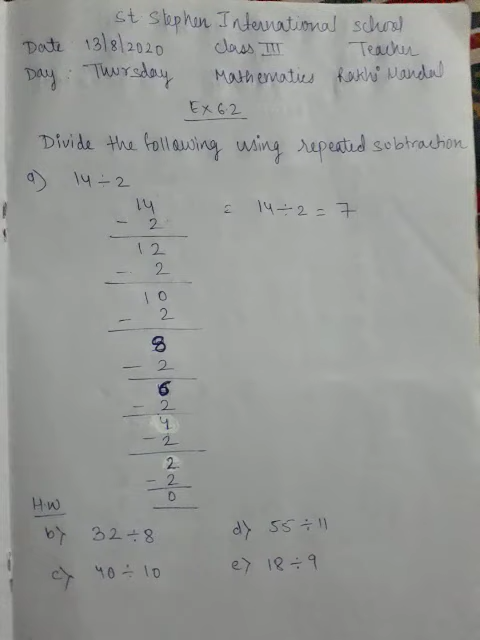 St Stephen International school
Date: 13/8/2020 Class III Teacher
Day: Thursday Mathematics Rakhi Mandal
Ex 6.2
Divide the following using repeated subtraction
a) 14÷2
14 = 14÷2 = 7
- 2
12
- 2
10
- 2
8
- 2
6
- 2
4
- 2
2
- 2
0
H.W
b) 32÷8 d) 55÷11
c) 40÷10 e) 18÷9